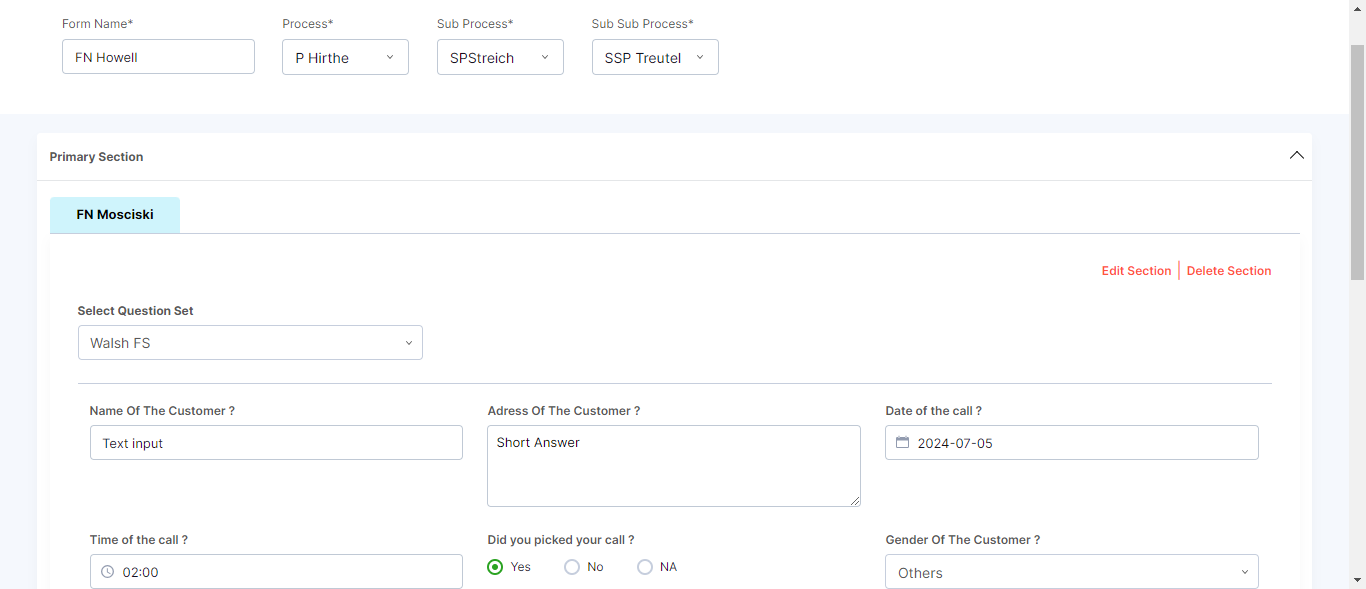 Form Name* Process* Sub Process* Sub Sub Process*
FN Howell P Hirthe SPStreich SSP Treutel
Primary Section
FN Mosciski
Edit Section Delete Section
Select Question Set
Walsh FS
Name Of The Customer ? Adress Of The Customer ? Date of the call ?
Text input Short Answer 2024-07-05
Time of the call ? Did you picked your call ? Gender Of The Customer ?
02:00 Yes No NA Others